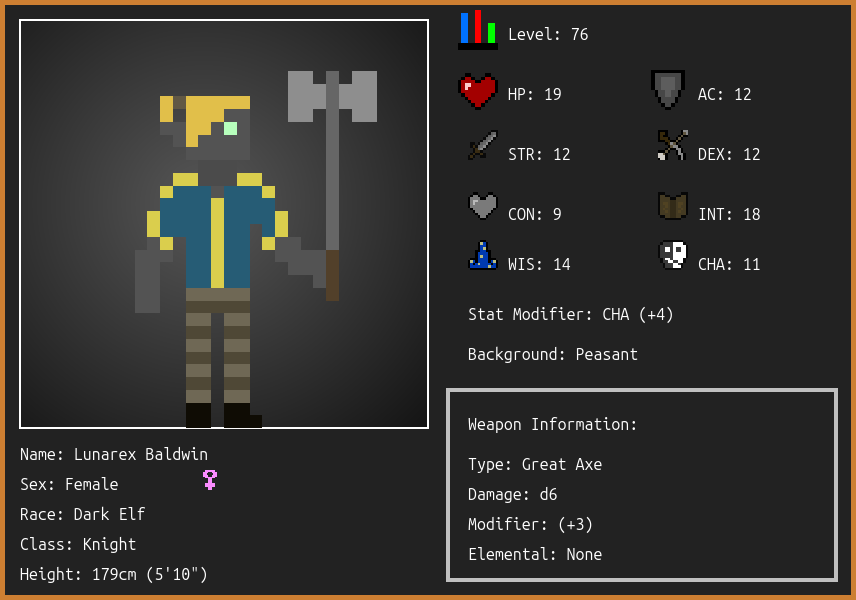 Level: 76
HP: 19
AC: 12
STR: 12
DEX: 12
CON: 9
INT: 18
WIS: 14
CHA: 11
Stat Modifier: CHA (+4)
Background: Peasant
Weapon Information:
Type: Great Axe
Damage: d6
Modifier: (+3)
Elemental: None
Name: Lunarex Baldwin
Sex: Female
Race: Dark Elf
Class: Knight
Height: 179cm (5'10")